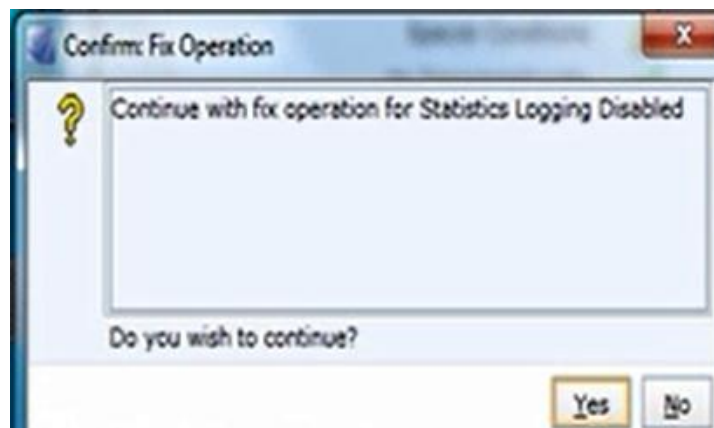 Confirm: Fix Operation
Continue with fix operation for Statistics Logging Disabled
Do you wish to continue?
Yes No